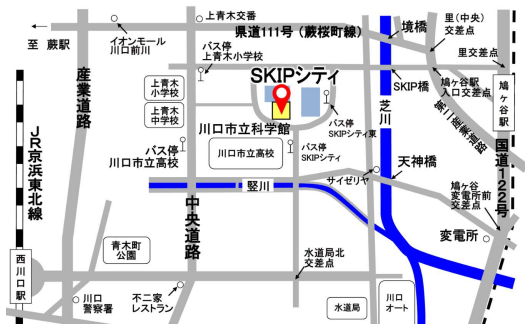 上青木交番
県道111号 (蕨桜町線)
境橋
里(中央)
交差点
至 蕨駅
イオンモール
川口前川
バス停
上青木小学校
里交差点
SKIPシティ
産業道路
上青木
小学校
SKIP橋
鳩ヶ谷駅
入口交差点
鳩ヶ谷駅
芝川
第二産業道路
上青木
中学校
川口市立科学館
バス停
SKIPシティ東
バス停
川口市立高校
川口市立高校
バス停
SKIPシティ
国道122号
JR京浜東北線
サイゼリヤ
天神橋
竪川
鳩ヶ谷
変電所前
交差点
中央道路
変電所
青木町
公園
水道局北
交差点
西川口駅
川口
警察署
不二家
レストラン
水道局
川口
オート